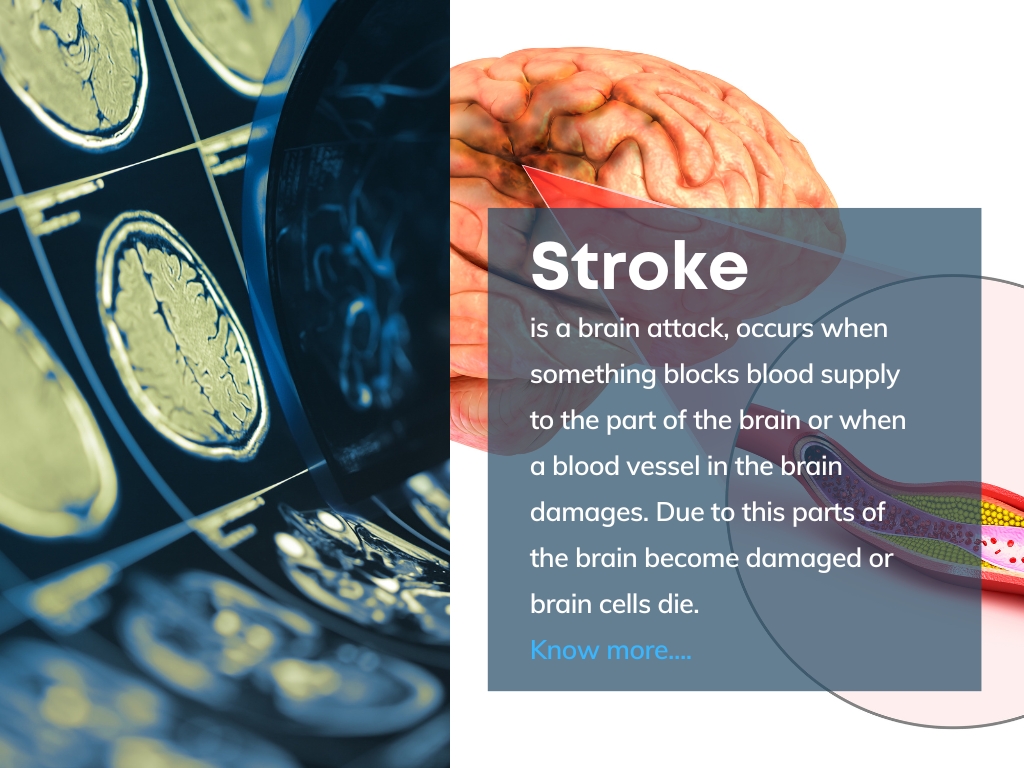 Stroke
is a brain attack, occurs when
something blocks blood supply
to the part of the brain or when
a blood vessel in the brain
damages. Due to this parts of
the brain become damaged or
brain cells die.
Know more....